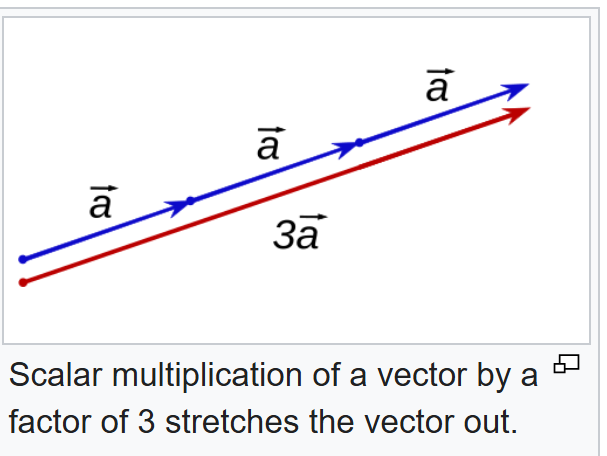 a⃗
a⃗
a⃗
3a⃗
Scalar multiplication of a vector by a
factor of 3 stretches the vector out.